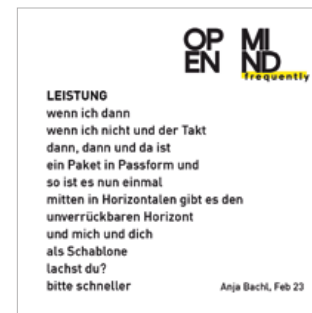 OP MI
EN ND
frequently
LEISTUNG
wenn ich dann
wenn ich nicht und der Takt
dann, dann und da ist
ein Paket in Passform und
so ist es nun einmal
mitten in Horizontalen gibt es den
unverrückbaren Horizont
und mich und dich
als Schablone
lachst du?
bitte schneller Anja Bachl, Feb 23